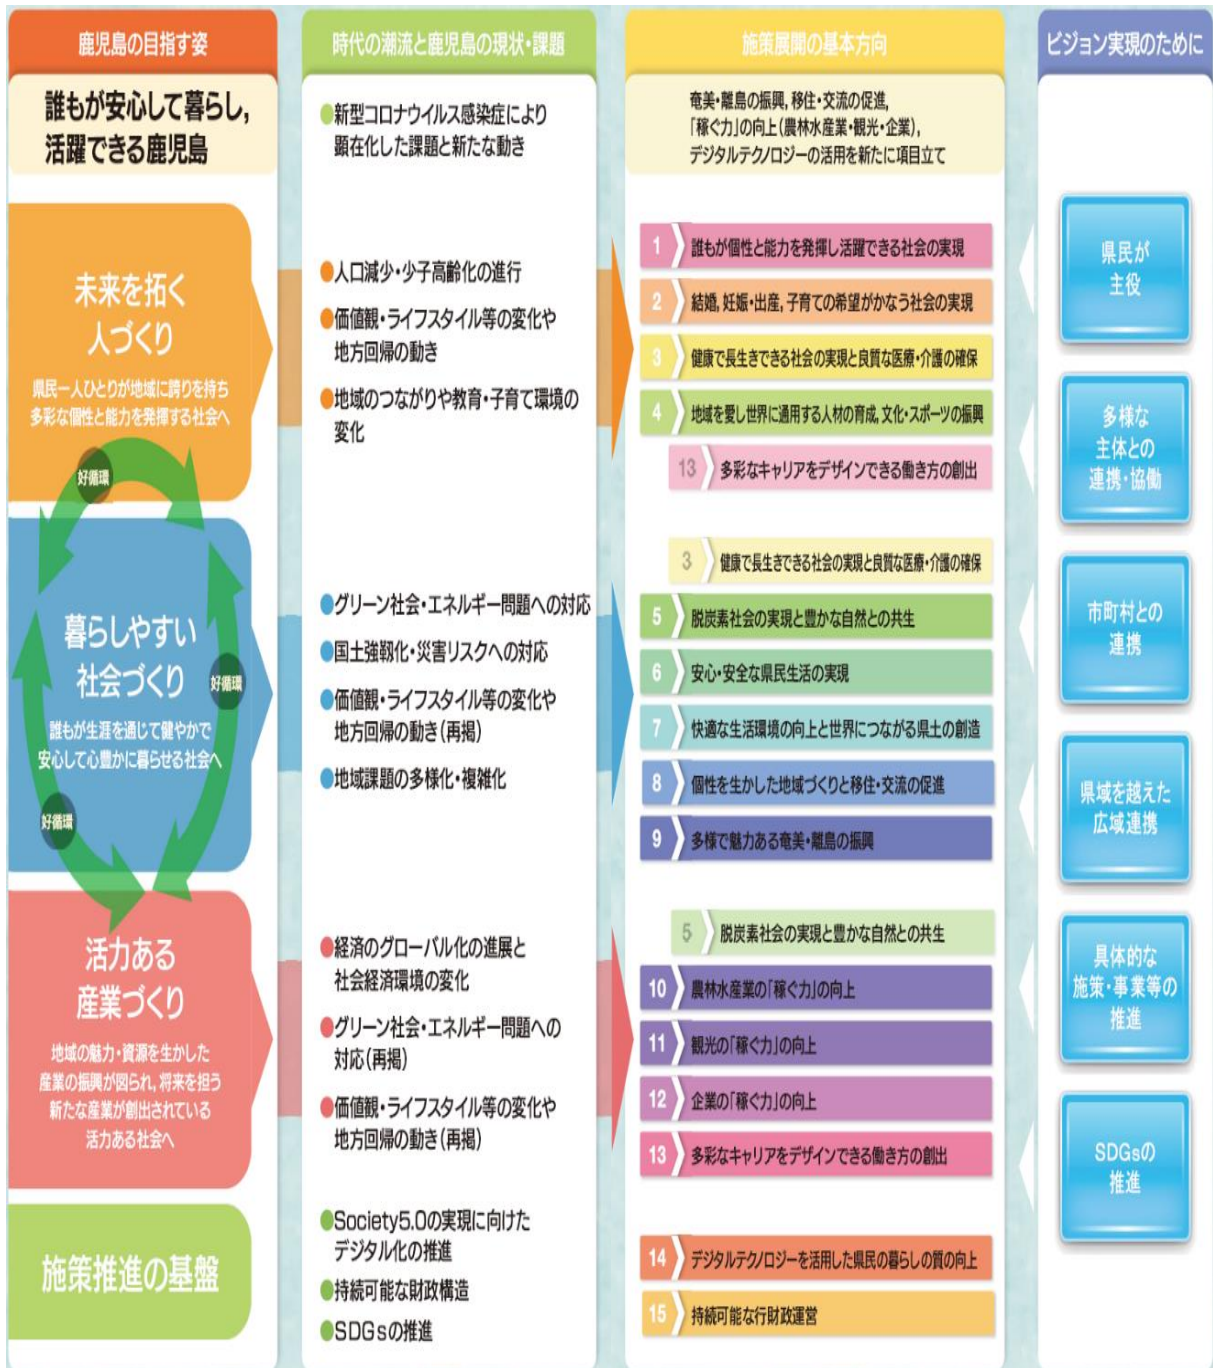 鹿児島の目指す姿
誰もが安心して暮らし,
活躍できる鹿児島
未来を拓く
人づくり
県民一人ひとりが地域に誇りを持ち
多彩な個性と能力を発揮する社会へ
好循環
暮らしやすい
社会づくり
好循環
誰もが生涯を通じて健やかで
安心して心豊かに暮らせる社会へ
好循環
活力ある
産業づくり
地域の魅力・資源を生かした
産業の振興が図られ,将来を担う
新たな産業が創出されている
活力ある社会へ
施策推進の基盤
時代の潮流と鹿児島の現状・課題
●新型コロナウイルス感染症により
顕在化した課題と新たな動き
●人口減少・少子高齢化の進行
●価値観・ライフスタイル等の変化や
地方回帰の動き
●地域のつながりや教育・子育て環境の
変化
●グリーン社会・エネルギー問題への対応
●国土強靱化・災害リスクへの対応
●価値観・ライフスタイル等の変化や
地方回帰の動き(再掲)
●地域課題の多様化・複雑化
●経済のグローバル化の進展と
社会経済環境の変化
●グリーン社会・エネルギー問題への
対応(再掲)
●価値観・ライフスタイル等の変化や
地方回帰の動き(再掲)
●Society5.0の実現に向けた
デジタル化の推進
●持続可能な財政構造
●SDGsの推進
施策展開の基本方向
奄美・離島の振興,移住・交流の促進,
「稼ぐ力」の向上(農林水産業・観光・企業),
デジタルテクノロジーの活用を新たに項目立て
1 誰もが個性と能力を発揮し活躍できる社会の実現
2 結婚,妊娠・出産,子育ての希望がかなう社会の実現
3 健康で長生きできる社会の実現と良質な医療・介護の確保
4 地域を愛し世界に通用する人材の育成,文化・スポーツの振興
13 多彩なキャリアをデザインできる働き方の創出
3 健康で長生きできる社会の実現と良質な医療・介護の確保
5 脱炭素社会の実現と豊かな自然との共生
6 安心・安全な県民生活の実現
7 快適な生活環境の向上と世界につながる県土の創造
8 個性を生かした地域づくりと移住・交流の促進
9 多様で魅力ある奄美・離島の振興
5 脱炭素社会の実現と豊かな自然との共生
10 農林水産業の「稼ぐ力」の向上
11 観光の「稼ぐ力」の向上
12 企業の「稼ぐ力」の向上
13 多彩なキャリアをデザインできる働き方の創出
14 デジタルテクノロジーを活用した県民の暮らしの質の向上
15 持続可能な行財政運営
ビジョン実現のために
県民が
主役
多様な
主体との
連携・協働
市町村との
連携
県域を越えた
広域連携
具体的な
施策・事業等の
推進
SDGsの
推進